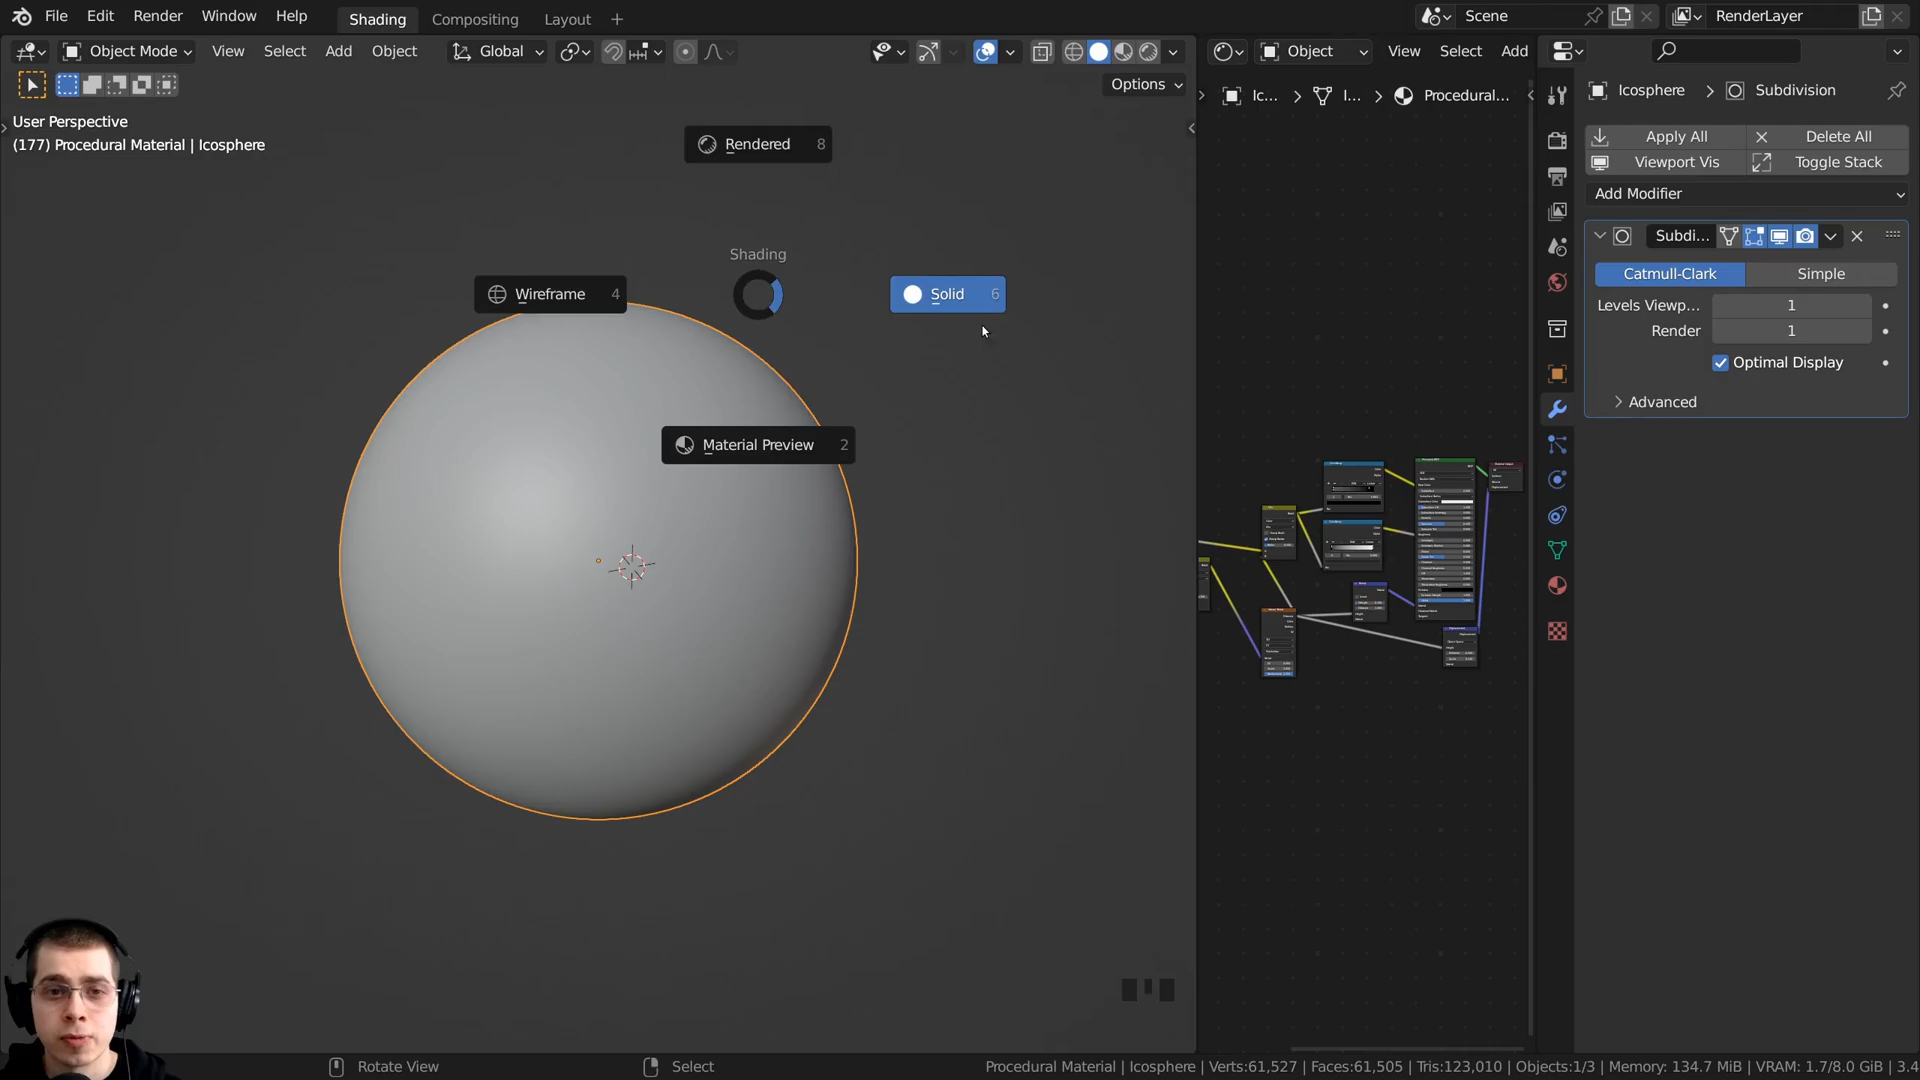 File Edit Render Window Help Shading Compositing Layout + Scene RenderLayer
Object Mode View Select Add Object Global Object View Select Add
Options
User Perspective
(177) Procedural Material | Icosphere
Ic... > I... > Procedural...
Icosphere > Subdivision
Apply All Delete All
Viewport Vis Toggle Stack
Add Modifier
Subdi...
Catmull-Clark Simple
Levels Viewp... 1
Render 1
Optimal Display
Advanced
Rendered 8
Shading
Wireframe 4
Solid 6
Material Preview 2
Rotate View Select Procedural Material | Icosphere | Verts:61,527 | Faces:61,505 | Tris:123,010 | Objects:1/3 | Memory: 134.7 MiB | VRAM: 1.7/8.0 GiB | 3.4